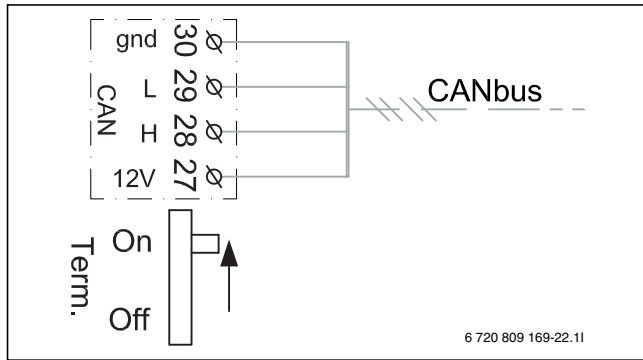 gnd 30
L 29
CAN
H 28
12V 27
CANbus
Term.
On
Off
6 720 809 169-22.1I